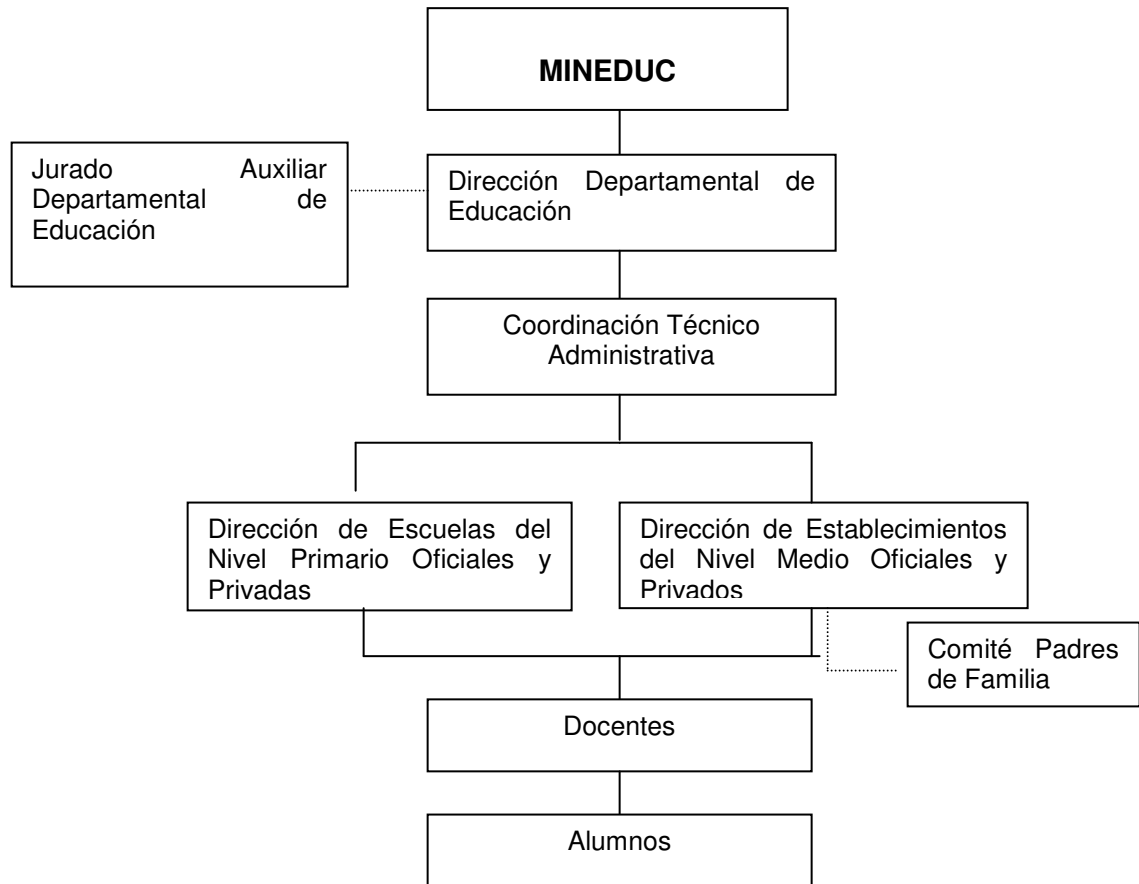 MINEDUC
Jurado Auxiliar
Departamental de
Educación
Dirección Departamental de
Educación
Coordinación Técnico
Administrativa
Dirección de Escuelas del
Nivel Primario Oficiales y
Privadas
Dirección de Establecimientos
del Nivel Medio Oficiales y
Privados
Comité Padres
de Familia
Docentes
Alumnos